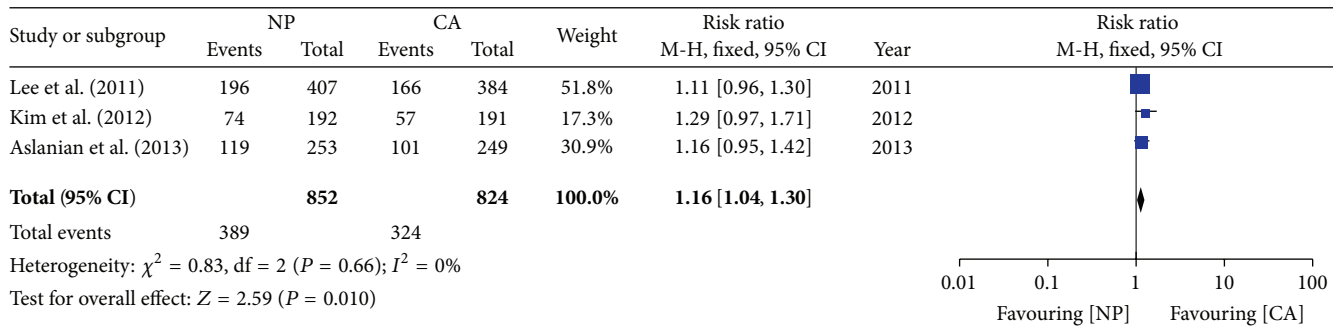 Study or subgroup NP CA Weight Risk ratio Year Risk ratio
Events Total Events Total M-H, fixed, 95% CI M-H, fixed, 95% CI
Lee et al. (2011) 196 407 166 384 51.8% 1.11 [0.96, 1.30] 2011
Kim et al. (2012) 74 192 57 191 17.3% 1.29 [0.97, 1.71] 2012
Aslanian et al. (2013) 119 253 101 249 30.9% 1.16 [0.95, 1.42] 2013
Total (95% CI) 852 824 100.0% 1.16 [1.04, 1.30]
Total events 389 324
Heterogeneity: χ² = 0.83, df = 2 (P = 0.66); I² = 0%
Test for overall effect: Z = 2.59 (P = 0.010)
0.01 0.1 1 10 100
Favouring [NP] Favouring [CA]